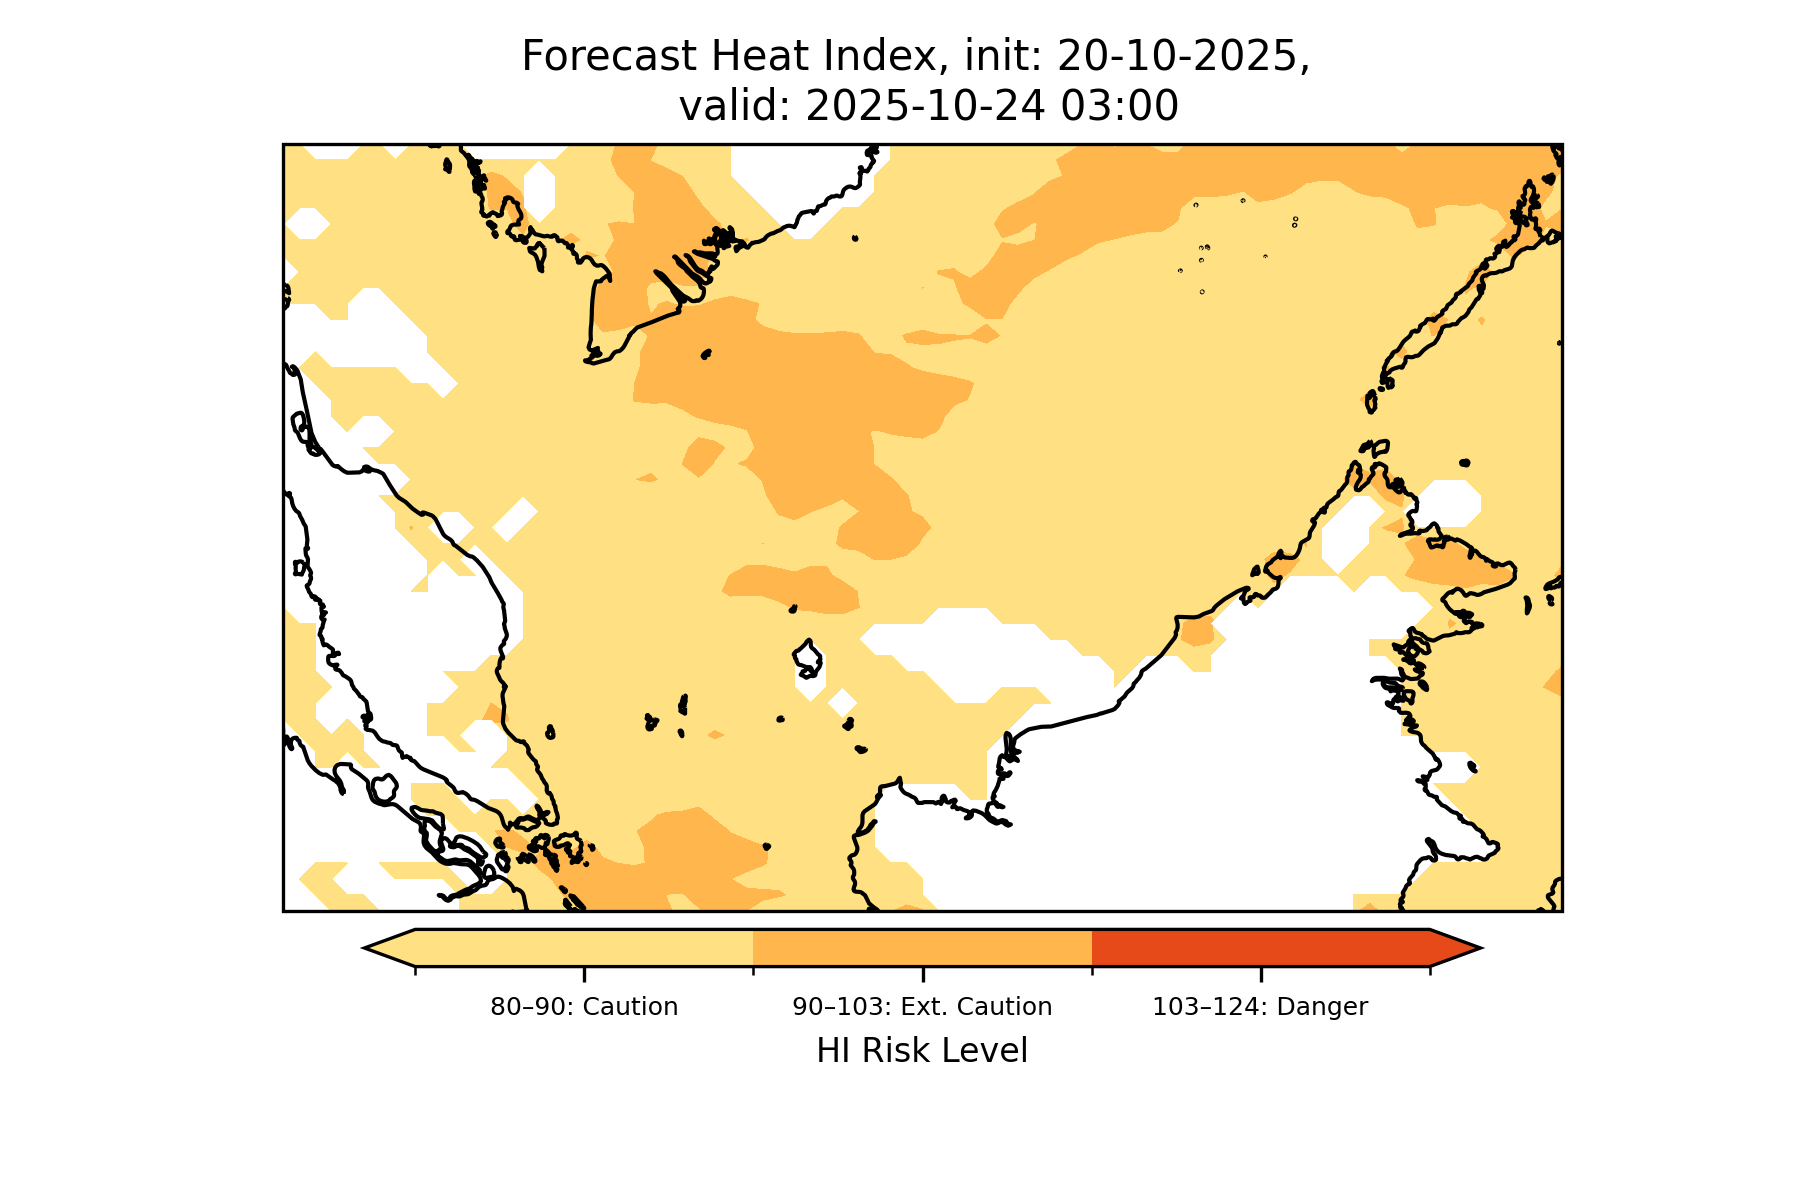 Forecast Heat Index, init: 20-10-2025,
valid: 2025-10-24 03:00
80–90: Caution
90–103: Ext. Caution
103–124: Danger
HI Risk Level